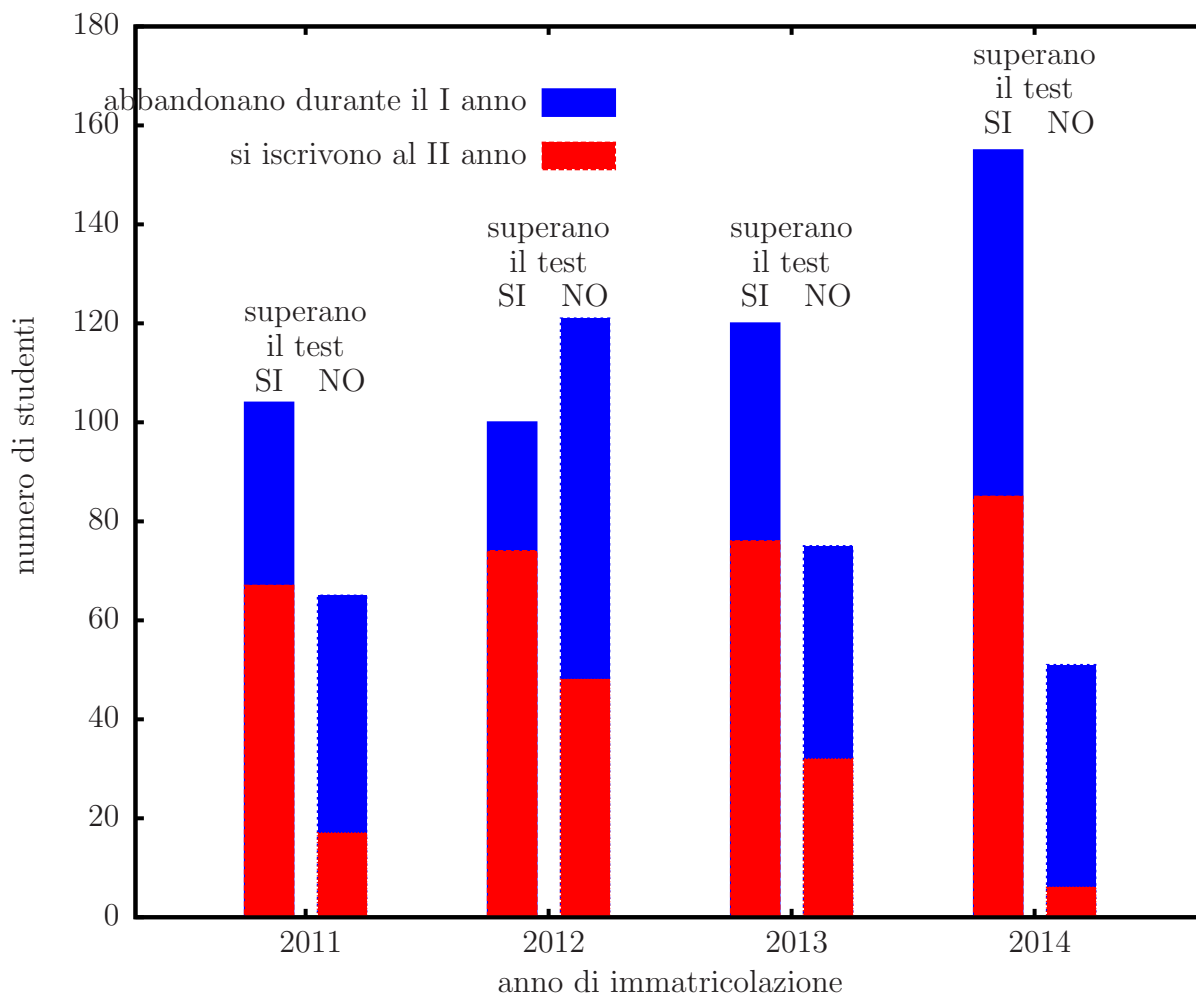 180
160
140
120
100
80
60
40
20
0
numero di studenti
abbandonano durante il I anno
si iscrivono al II anno
superano
il test
SI NO
superano
il test
SI NO
superano
il test
SI NO
superano
il test
SI NO
2011 2012 2013 2014
anno di immatricolazione